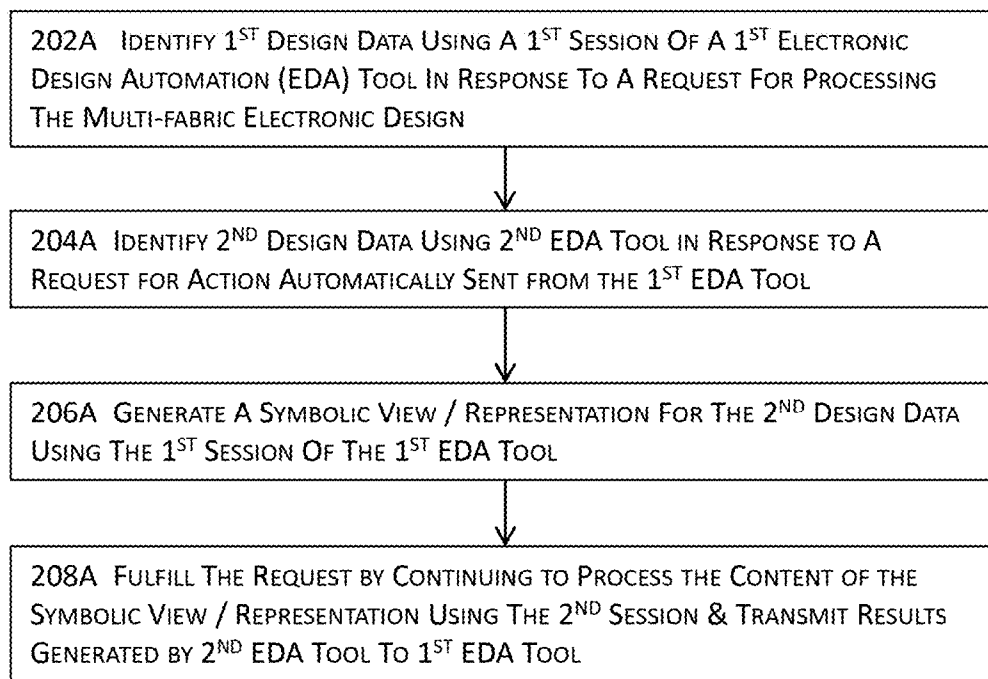 202A IDENTIFY 1ST DESIGN DATA USING A 1ST SESSION OF A 1ST ELECTRONIC
DESIGN AUTOMATION (EDA) TOOL IN RESPONSE TO A REQUEST FOR PROCESSING
THE MULTI-FABRIC ELECTRONIC DESIGN
204A IDENTIFY 2ND DESIGN DATA USING 2ND EDA TOOL IN RESPONSE TO A
REQUEST FOR ACTION AUTOMATICALLY SENT FROM THE 1ST EDA TOOL
206A GENERATE A SYMBOLIC VIEW / REPRESENTATION FOR THE 2ND DESIGN DATA
USING THE 1ST SESSION OF THE 1ST EDA TOOL
208A FULFILL THE REQUEST BY CONTINUING TO PROCESS THE CONTENT OF THE
SYMBOLIC VIEW / REPRESENTATION USING THE 2ND SESSION & TRANSMIT RESULTS
GENERATED BY 2ND EDA TOOL TO 1ST EDA TOOL